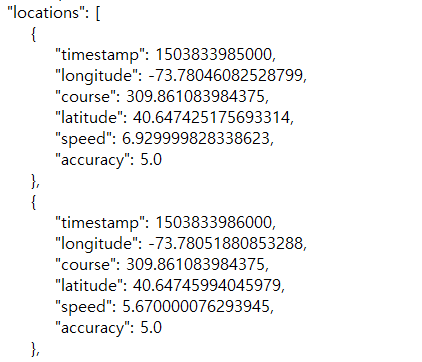 "locations": [
{
"timestamp": 1503833985000,
"longitude": -73.78046082528799,
"course": 309.861083984375,
"latitude": 40.647425175693314,
"speed": 6.929999828338623,
"accuracy": 5.0
},
{
"timestamp": 1503833986000,
"longitude": -73.78051880853288,
"course": 309.861083984375,
"latitude": 40.64745994045979,
"speed": 5.670000076293945,
"accuracy": 5.0
},